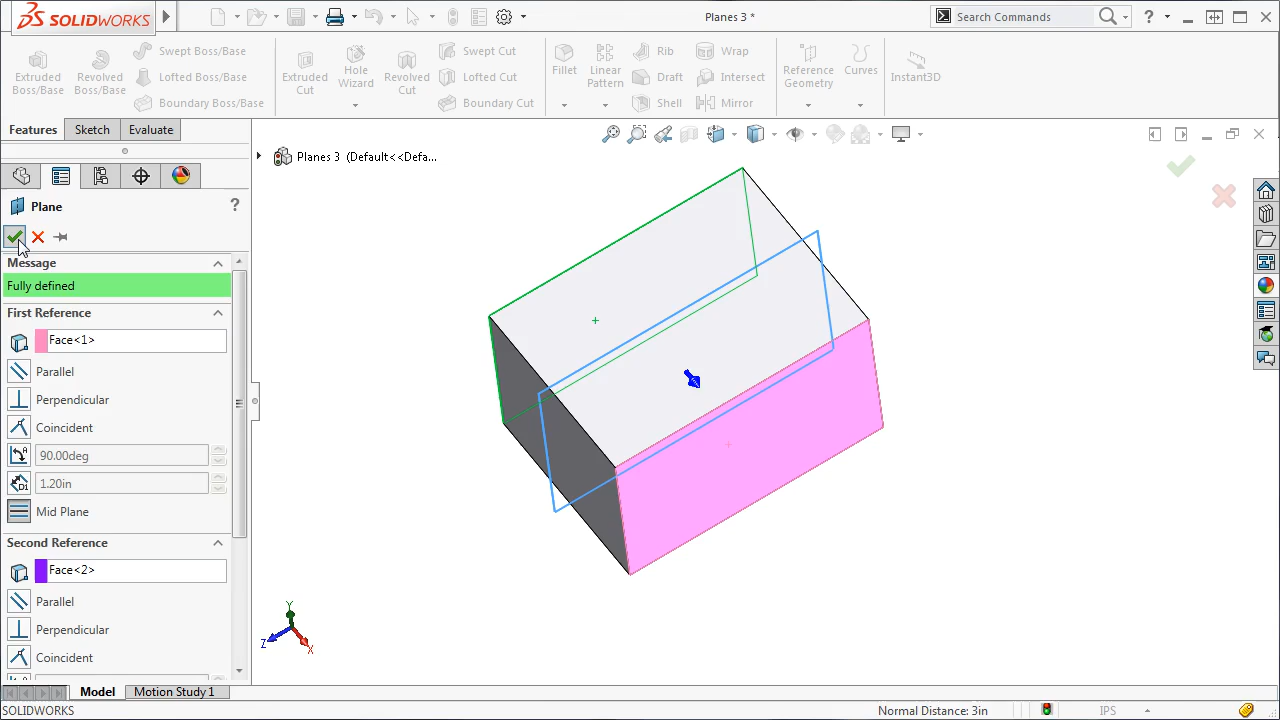 SOLIDWORKS
Planes 3 *
Search Commands
?
Extruded Boss/Base
Revolved Boss/Base
Swept Boss/Base
Lofted Boss/Base
Boundary Boss/Base
Extruded Cut
Hole Wizard
Revolved Cut
Swept Cut
Lofted Cut
Boundary Cut
Fillet
Linear Pattern
Rib
Draft
Shell
Wrap
Intersect
Mirror
Reference Geometry
Curves
Instant3D
Features
Sketch
Evaluate
Planes 3 (Default<<Defa...
Plane
?
Message
Fully defined
First Reference
Face<1>
Parallel
Perpendicular
Coincident
90.00deg
1.20in
Mid Plane
Second Reference
Face<2>
Parallel
Perpendicular
Coincident
Y
Z
X
Model
Motion Study 1
SOLIDWORKS
Normal Distance: 3in
IPS